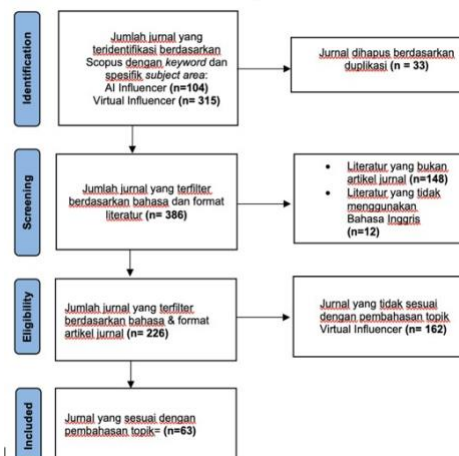 Identification
Jumlah jurnal yang
teridentifikasi berdasarkan
Scopus dengan keyword dan
spesifik subject area:
AI Influencer (n=104)
Virtual Influencer (n= 315)
Jurnal dihapus berdasarkan
duplikasi (n = 33)
Screening
Jumlah jurnal yang terfilter
berdasarkan bahasa dan format
literatur (n= 386)
• Literatur yang bukan
artikel jurnal (n=148)
• Literatur yang tidak
menggunakan
Bahasa Inggris
(n=12)
Eligibility
Jumlah jurnal yang terfilter
berdasarkan bahasa & format
artikel jurnal (n= 226)
Jurnal yang tidak sesuai
dengan pembahasan topik
Virtual Influencer (n= 162)
Included
Jurnal yang sesuai dengan
pembahasan topik= (n=63)